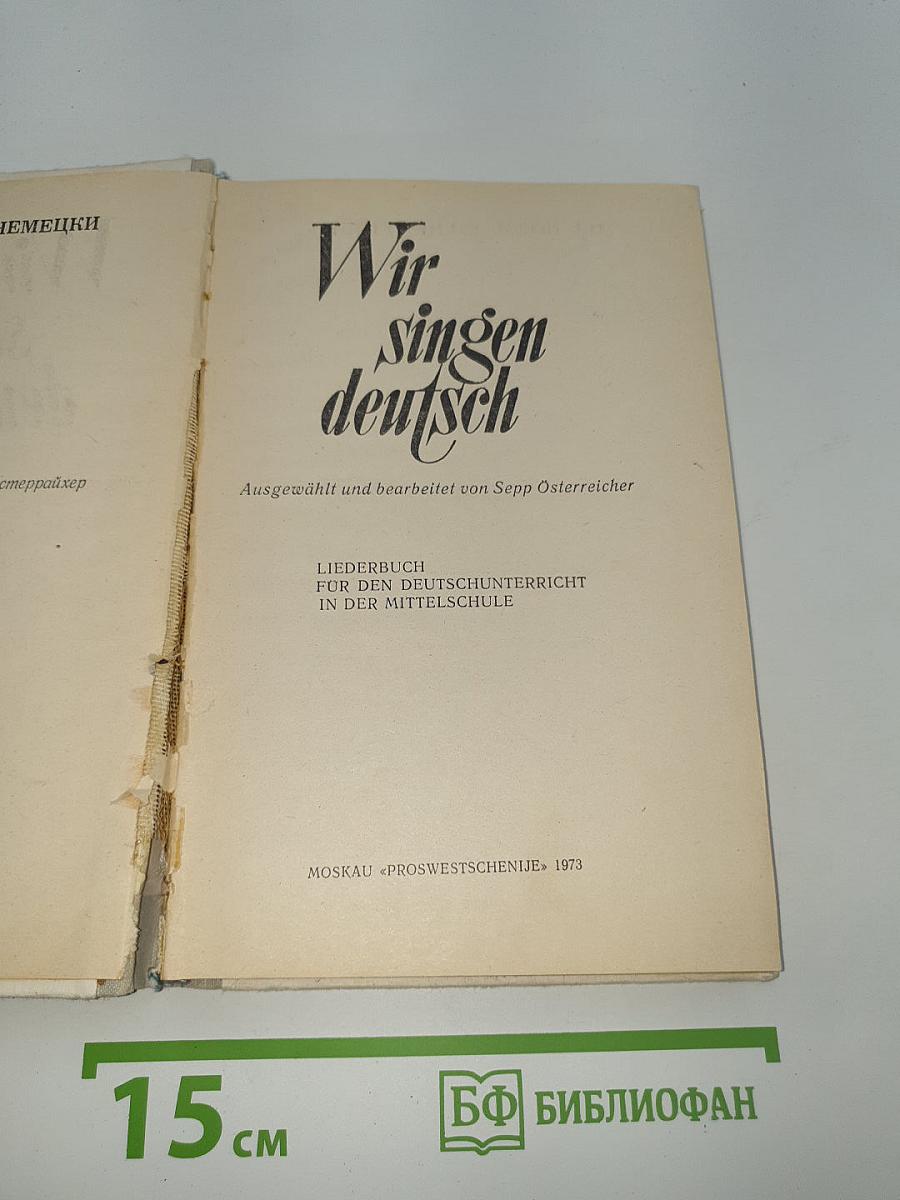 Wir
singen
deutsch
Ausgewählt und bearbeitet von Sepp Österreicher
LIEDERBUCH
FÜR DEN DEUTSCHUNTERRICHT
IN DER MITTELSCHULE
MOSKAU «PROSWESTSCHENIJE» 1973
НЕМЕЦКИ
стеррайхер
15 см
БФ БИБЛИОФАН